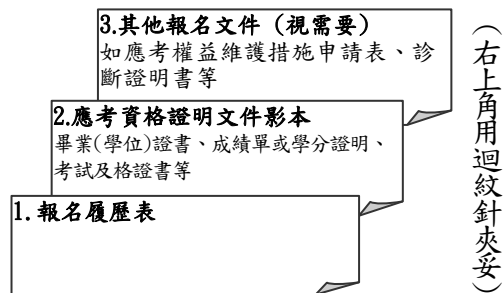 3.其他報名文件（視需要）
如應考權益維護措施申請表、診
斷證明書等
2.應考資格證明文件影本
畢業(學位)證書、成績單或學分證明、
考試及格證書等
1.報名履歷表
（右上角用迴紋針夾妥）